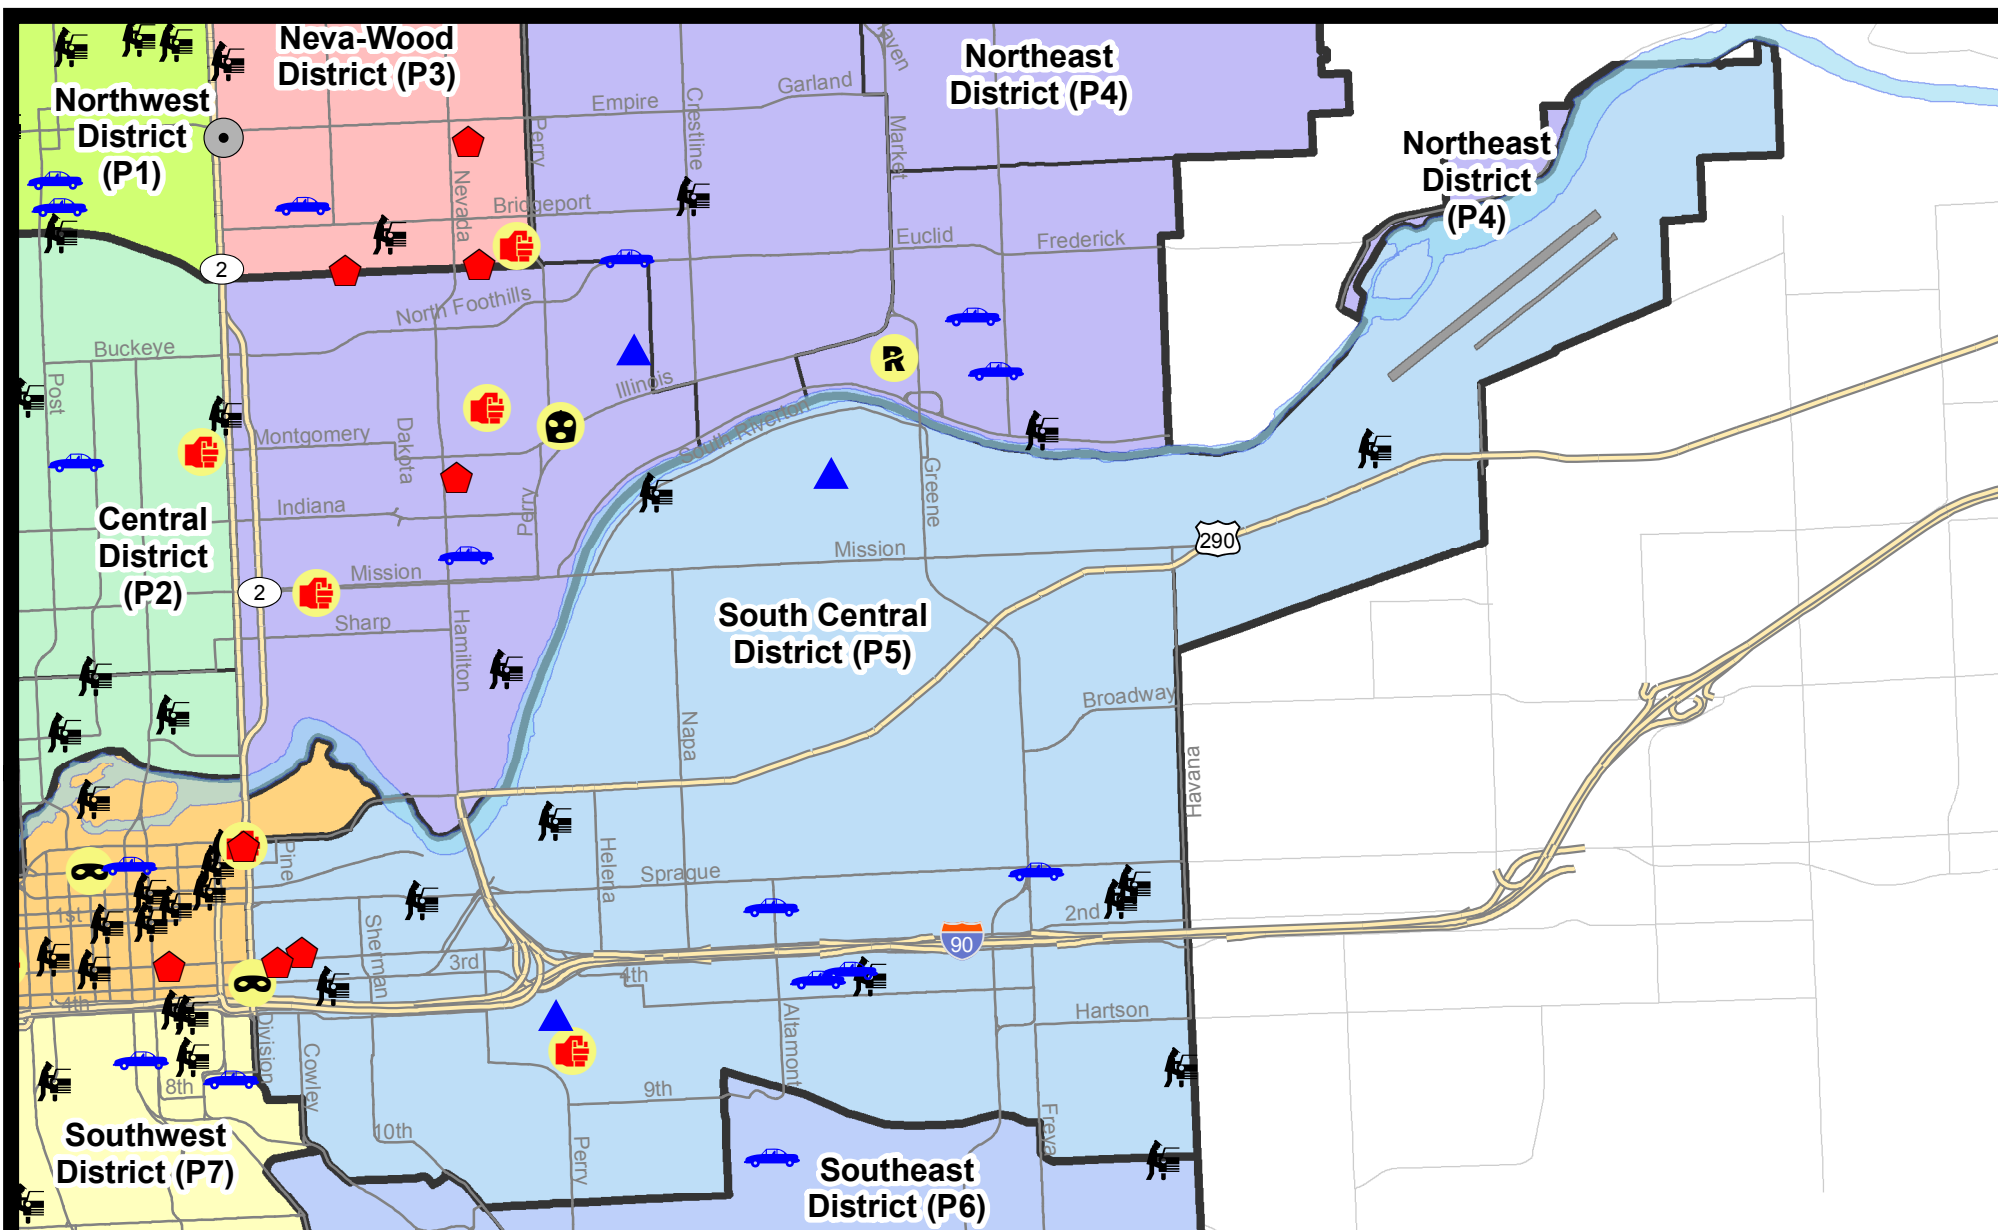 Neva-Wood
District (P3)
Northwest
District
(P1)
Northeast
District (P4)
Northeast
District
(P4)
Central
District
(P2)
South Central
District (P5)
Southwest
District (P7)
Southeast
District (P6)
Empire
Garland
Crestline
Perry
Market
Nevada
Bridgeport
Euclid
Frederick
2
North Foothills
Buckeye
Post
Illinois
South Riverton
Montgomery
Dakota
Indiana
Perry
Greene
290
Mission
Mission
2
Sharp
Hamilton
Napa
Broadway
Havana
Pine
Helena
Sprague
1st
Sherman
2nd
90
3rd
4th
4th
Altamont
Hartson
Division
Cowley
8th
9th
10th
Perry
Freya
R